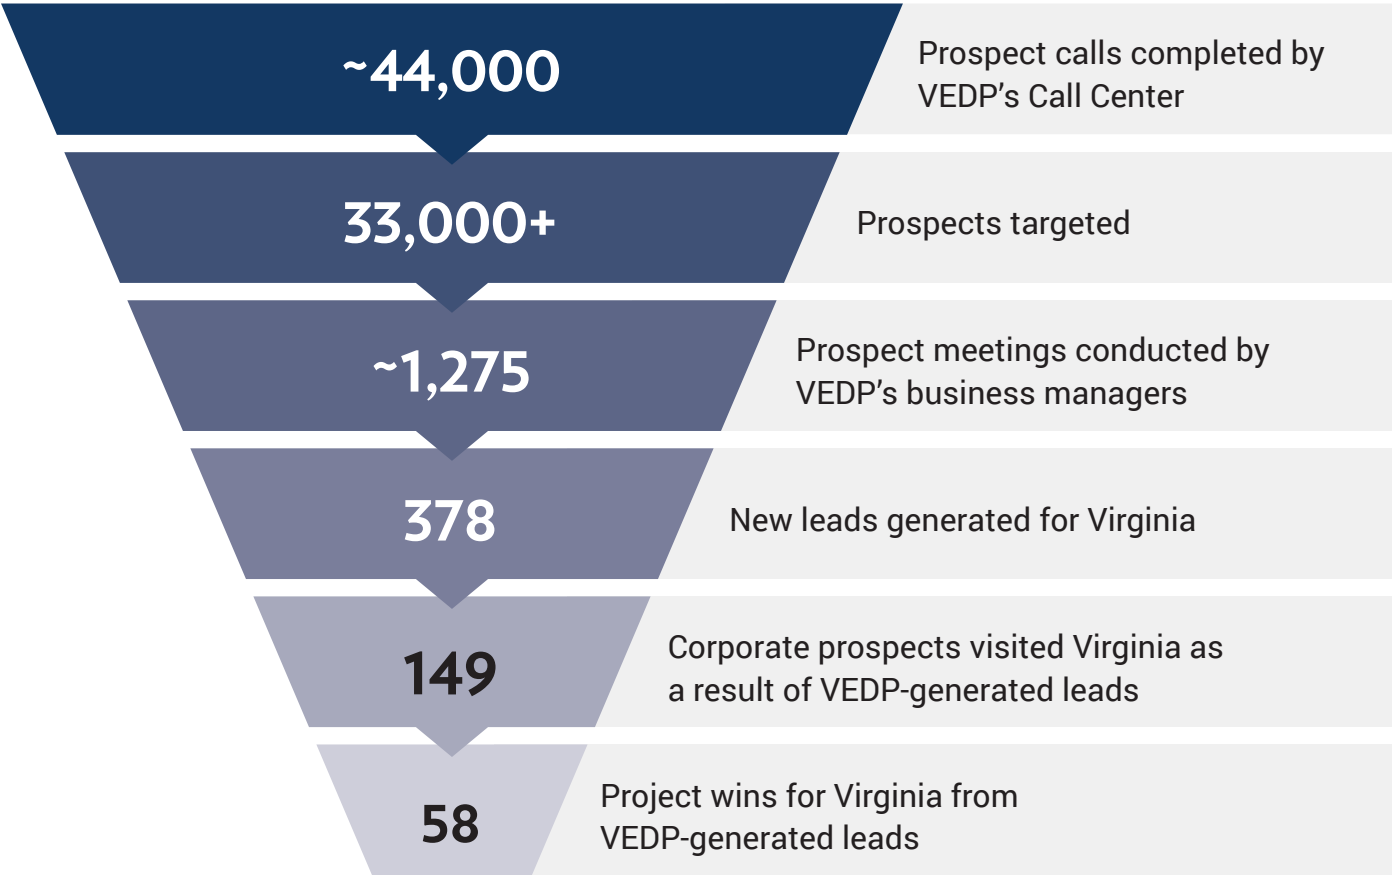 ~44,000
Prospect calls completed by
VEDP’s Call Center
33,000+
Prospects targeted
~1,275
Prospect meetings conducted by
VEDP’s business managers
378
New leads generated for Virginia
149
Corporate prospects visited Virginia as
a result of VEDP-generated leads
58
Project wins for Virginia from
VEDP-generated leads